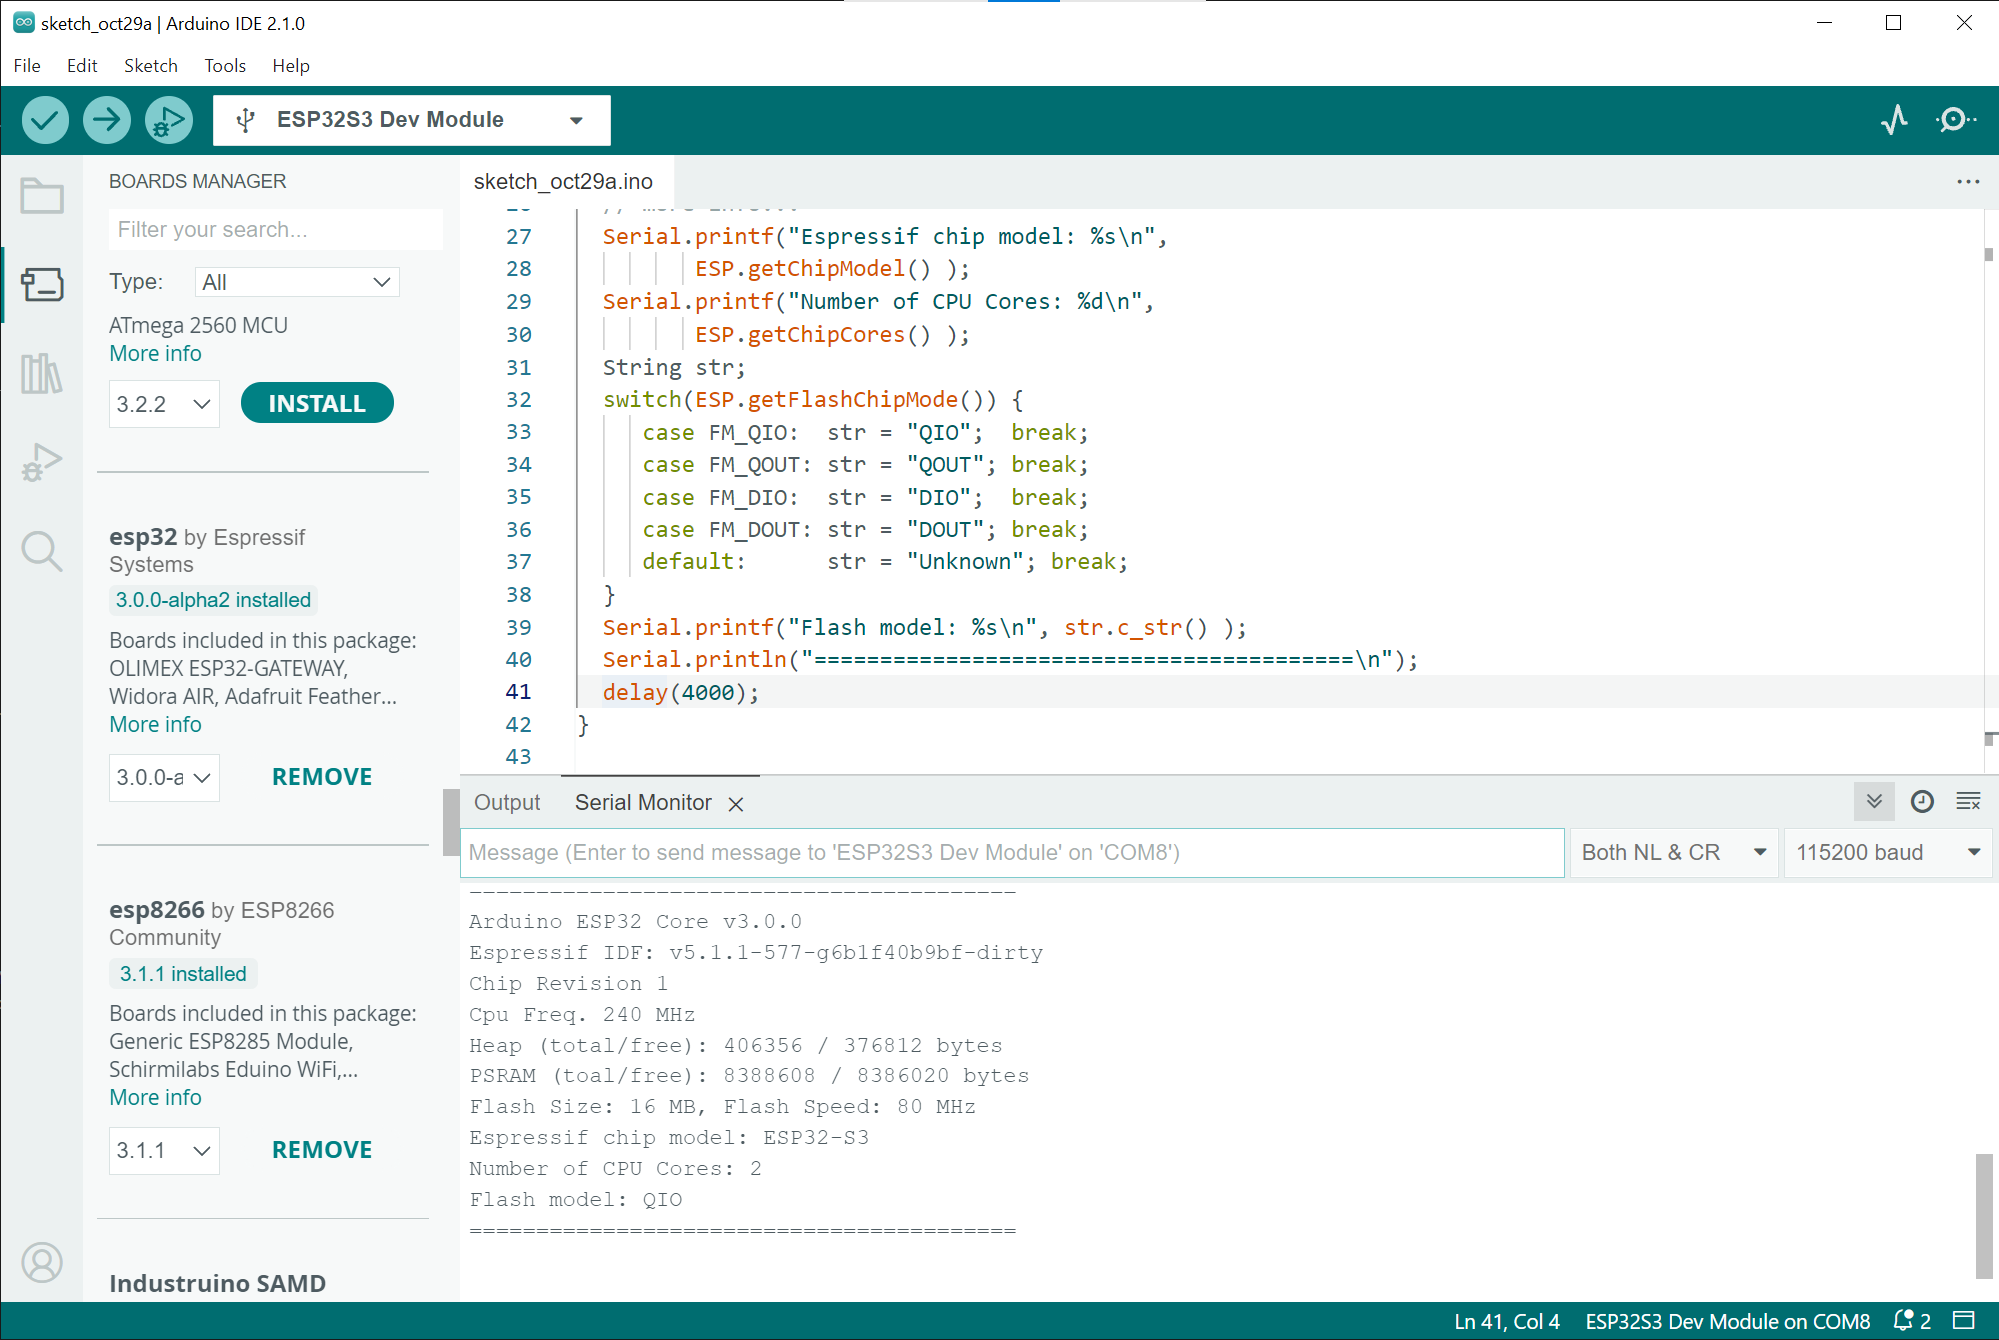 sketch_oct29a | Arduino IDE 2.1.0
File Edit Sketch Tools Help
ESP32S3 Dev Module
BOARDS MANAGER
Filter your search...
Type: All
ATmega 2560 MCU
More info
3.2.2 INSTALL
esp32 by Espressif
Systems
3.0.0-alpha2 installed
Boards included in this package:
OLIMEX ESP32-GATEWAY,
Widora AIR, Adafruit Feather...
More info
3.0.0-a REMOVE
esp8266 by ESP8266
Community
3.1.1 installed
Boards included in this package:
Generic ESP8285 Module,
Schirmilabs Eduino WiFi,...
More info
3.1.1 REMOVE
Industruino SAMD
sketch_oct29a.ino
27 Serial.printf("Espressif chip model: %s\n",
28 ESP.getChipModel() );
29 Serial.printf("Number of CPU Cores: %d\n",
30 ESP.getChipCores() );
31 String str;
32 switch(ESP.getFlashChipMode()) {
33 case FM_QIO:  str = "QIO";  break;
34 case FM_QOUT: str = "QOUT"; break;
35 case FM_DIO:  str = "DIO";  break;
36 case FM_DOUT: str = "DOUT"; break;
37 default:      str = "Unknown"; break;
38 }
39 Serial.printf("Flash model: %s\n", str.c_str() );
40 Serial.println("=========================================\n");
41 delay(4000);
42 }
43
Output Serial Monitor
Message (Enter to send message to 'ESP32S3 Dev Module' on 'COM8')
Both NL & CR 115200 baud
=========================================
Arduino ESP32 Core v3.0.0
Espressif IDF: v5.1.1-577-g6b1f40b9bf-dirty
Chip Revision 1
Cpu Freq. 240 MHz
Heap (total/free): 406356 / 376812 bytes
PSRAM (toal/free): 8388608 / 8386020 bytes
Flash Size: 16 MB, Flash Speed: 80 MHz
Espressif chip model: ESP32-S3
Number of CPU Cores: 2
Flash model: QIO
=========================================
Ln 41, Col 4 ESP32S3 Dev Module on COM8 2